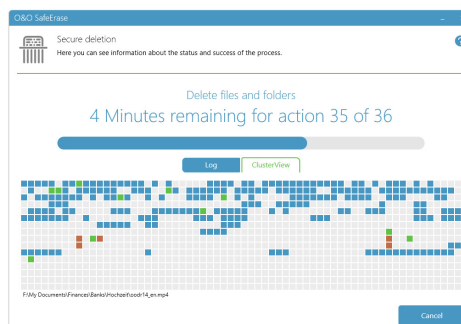 O&O SafeErase
Secure deletion
Here you can see information about the status and success of the process.
Delete files and folders
4 Minutes remaining for action 35 of 36
Log
ClusterView
F:\My Documents\Finances\Banks\Hochzeit\oodr14_en.mp4
Cancel